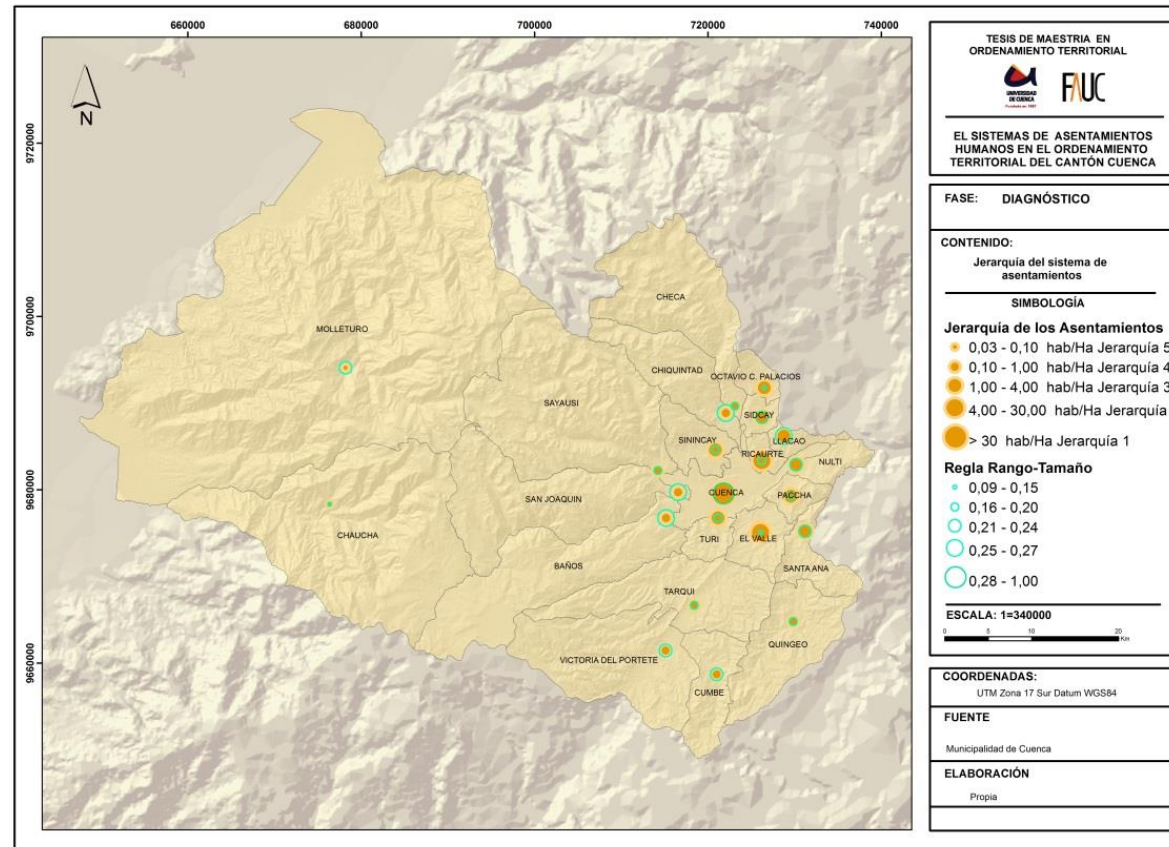 660000
680000
700000
720000
740000
9720000
9700000
9680000
9660000
N
CHECA
MOLLETURO
CHIQUINTAD
OCTAVIO C. PALACIOS
SAYAUSI
SIDCAY
SININCAY
LLACAO
RICAURTE
NULTI
SAN JOAQUIN
CUENCA
PACCHA
CHAUCHA
TURI
EL VALLE
BAÑOS
SANTA ANA
TARQUI
QUINGEO
VICTORIA DEL PORTETE
CUMBE
TESIS DE MAESTRIA EN
ORDENAMIENTO TERRITORIAL
UNIVERSIDAD
DE CUENCA
FAUC
EL SISTEMAS DE ASENTAMIENTOS
HUMANOS EN EL ORDENAMIENTO
TERRITORIAL DEL CANTÓN CUENCA
FASE: DIAGNÓSTICO
CONTENIDO:
Jerarquía del sistema de
asentamientos
SIMBOLOGÍA
Jerarquía de los Asentamientos
0,03 - 0,10 hab/Ha Jerarquía 5
0,10 - 1,00 hab/Ha Jerarquía 4
1,00 - 4,00 hab/Ha Jerarquía 3
4,00 - 30,00 hab/Ha Jerarquía
> 30 hab/Ha Jerarquía 1
Regla Rango-Tamaño
0,09 - 0,15
0,16 - 0,20
0,21 - 0,24
0,25 - 0,27
0,28 - 1,00
ESCALA: 1=340000
0 5 10 20
Km
COORDENADAS:
UTM Zona 17 Sur Datum WGS84
FUENTE
Municipalidad de Cuenca
ELABORACIÓN
Propia